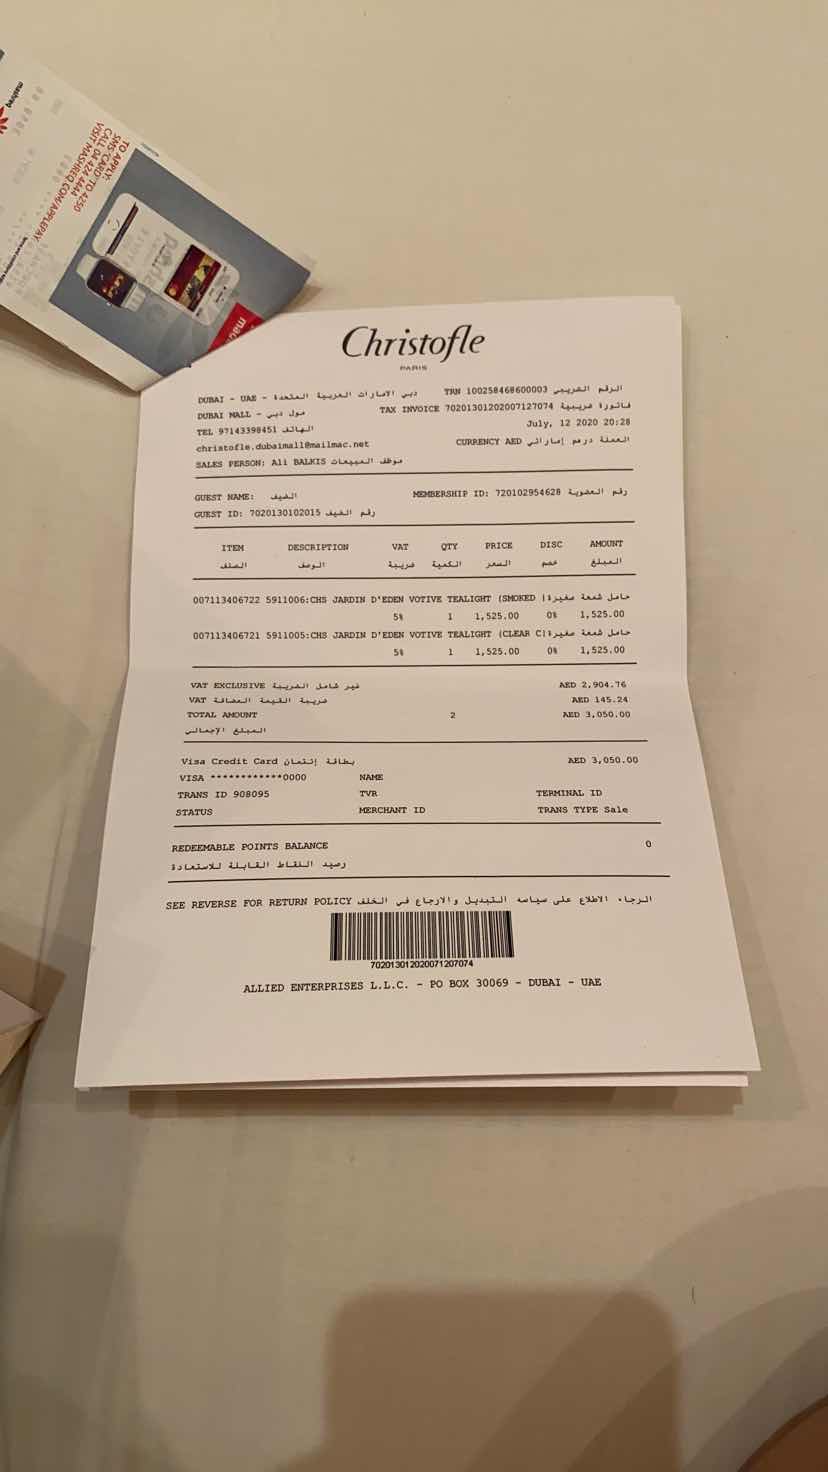 mashreq
TO APPLY:
SMS 'CARD' TO 4250
CALL 04 424 4444
VISIT MASHREQ.COM/APPLEPAY
Christofle
PARIS
DUBAI - UAE - دبي الامارات العربية المتحدة TRN 100258468600003 الرقم الضريبي
DUBAI MALL - مول دبي TAX INVOICE 70201301202007127074 فاتورة ضريبية
TEL 97143398451 الهاتف July, 12 2020 20:28
christofle.dubaimall@mailmac.net CURRENCY AED العملة درهم إماراتي
SALES PERSON: Ali BALKIS موظف المبيعات
GUEST NAME: الضيف MEMBERSHIP ID: 720102954628 رقم العضوية
GUEST ID: 7020130102015 رقم الضيف
ITEM DESCRIPTION VAT QTY PRICE DISC AMOUNT
الصنف الوصف ضريبة الكمية السعر خصم المبلغ
007113406722 5911006:CHS JARDIN D'EDEN VOTIVE TEALIGHT (SMOKED |حامل شمعة صغيرة
5% 1 1,525.00 0% 1,525.00
007113406721 5911005:CHS JARDIN D'EDEN VOTIVE TEALIGHT (CLEAR C|حامل شمعة صغيرة
5% 1 1,525.00 0% 1,525.00
VAT EXCLUSIVE غير شامل الضريبة AED 2,904.76
VAT ضريبة القيمة المضافة AED 145.24
TOTAL AMOUNT 2 AED 3,050.00
المبلغ الإجمالي
Visa Credit Card بطاقة إئتمان AED 3,050.00
VISA ************0000 NAME
TRANS ID 908095 TVR TERMINAL ID
STATUS MERCHANT ID TRANS TYPE Sale
REDEEMABLE POINTS BALANCE 0
رصيد النقاط القابلة للاستعادة
SEE REVERSE FOR RETURN POLICY الرجاء الاطلاع على سياسه التبديل والارجاع في الخلف
702013012020071207074
ALLIED ENTERPRISES L.L.C. - PO BOX 30069 - DUBAI - UAE